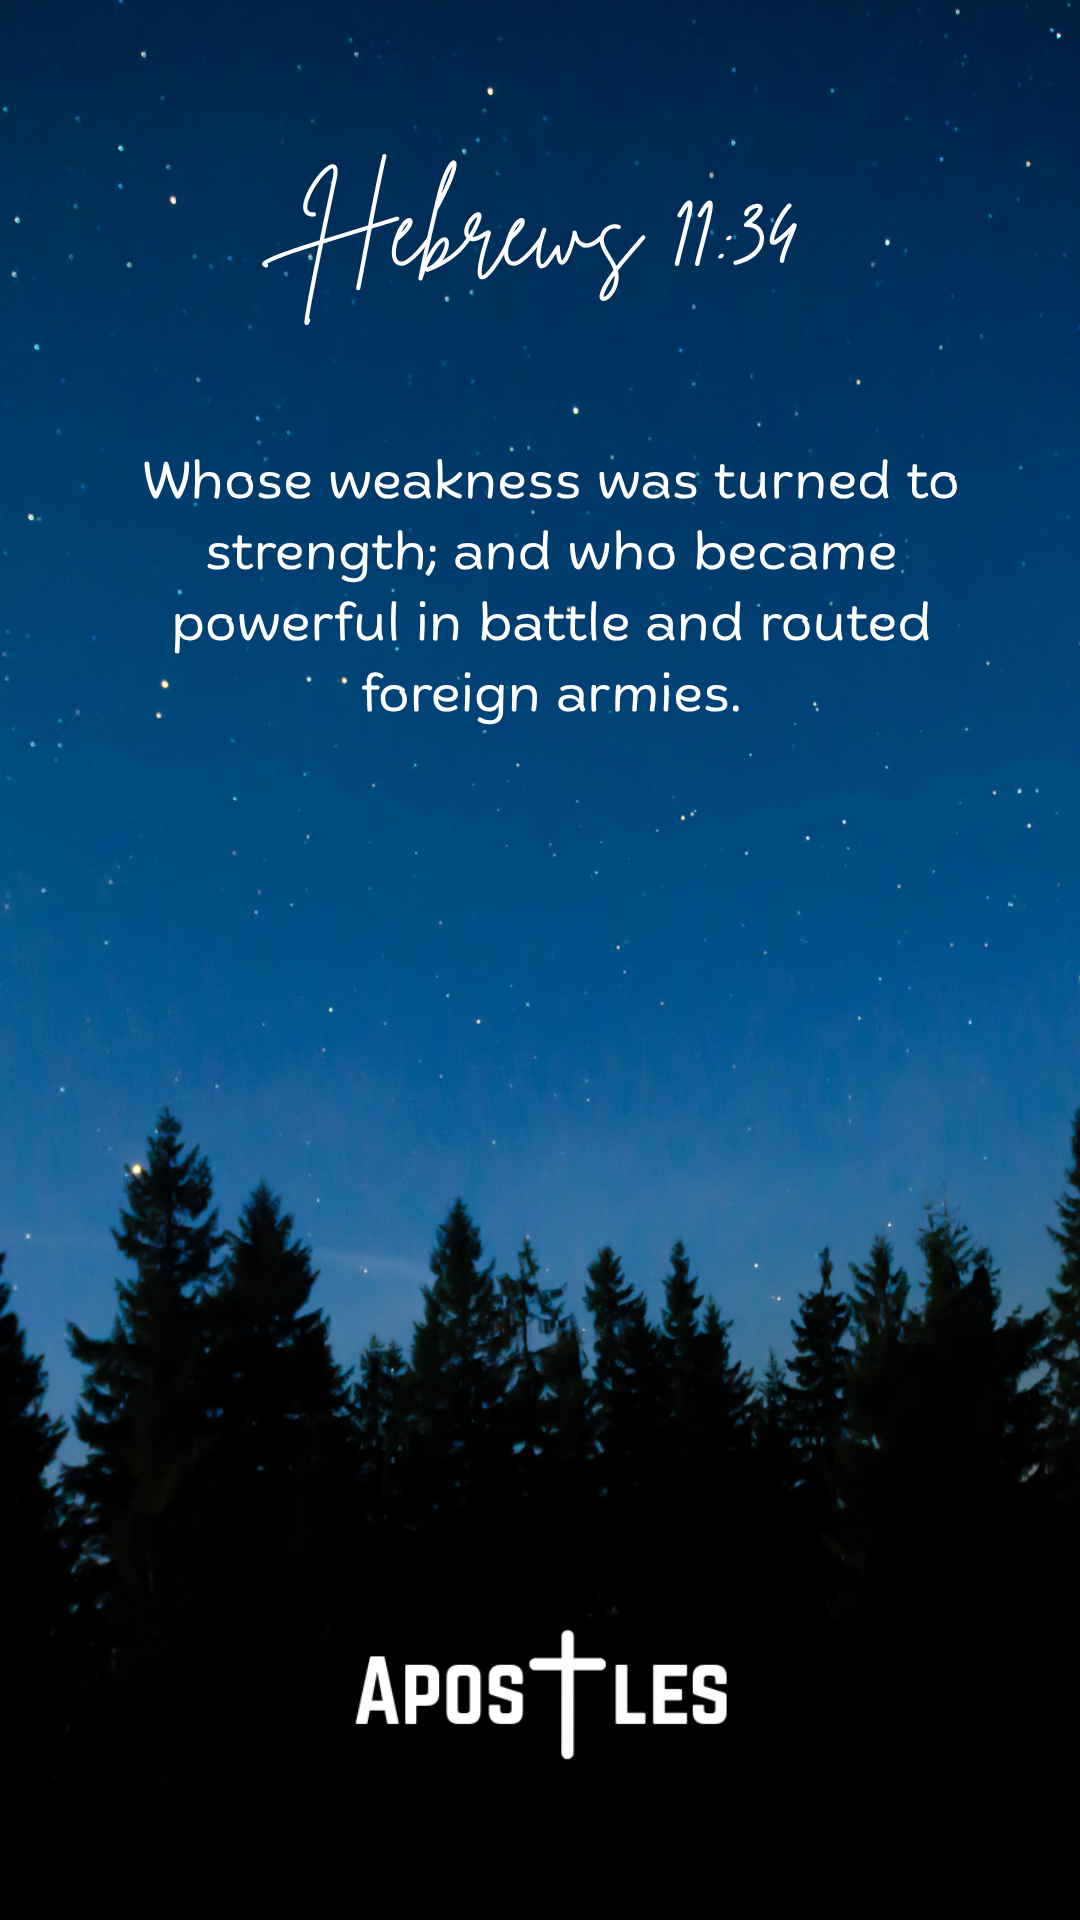 Hebrews 11:34
Whose weakness was turned to
strength; and who became
powerful in battle and routed
foreign armies.
APOSTLES